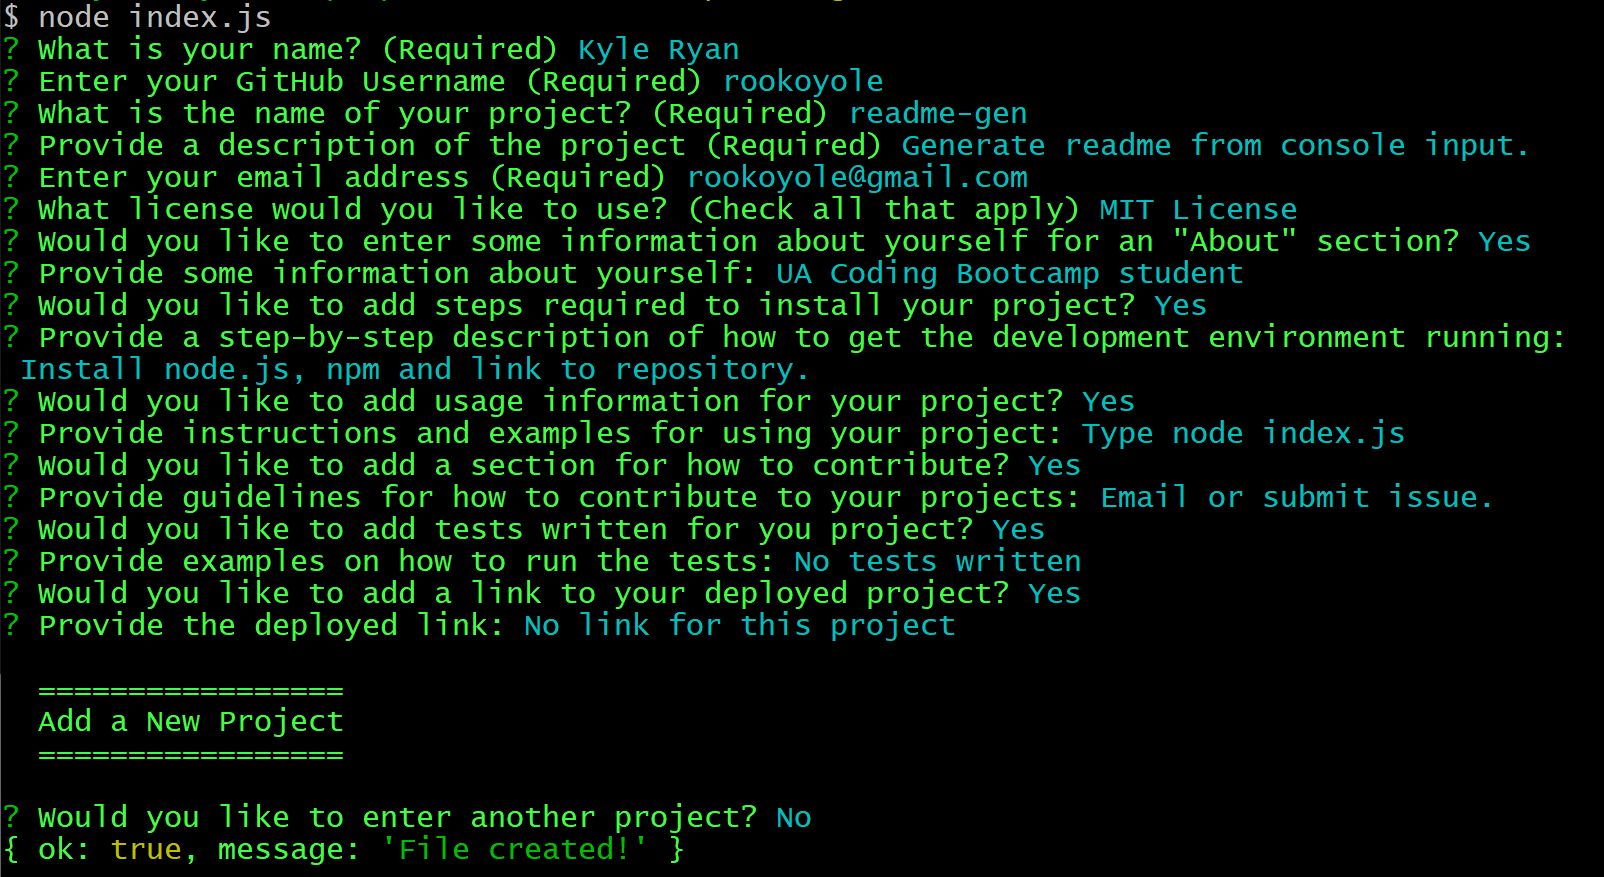 $ node index.js
? What is your name? (Required) Kyle Ryan
? Enter your GitHub Username (Required) rookoyole
? What is the name of your project? (Required) readme-gen
? Provide a description of the project (Required) Generate readme from console input.
? Enter your email address (Required) rookoyole@gmail.com
? What license would you like to use? (Check all that apply) MIT License
? Would you like to enter some information about yourself for an "About" section? Yes
? Provide some information about yourself: UA Coding Bootcamp student
? Would you like to add steps required to install your project? Yes
? Provide a step-by-step description of how to get the development environment running:
Install node.js, npm and link to repository.
? Would you like to add usage information for your project? Yes
? Provide instructions and examples for using your project: Type node index.js
? Would you like to add a section for how to contribute? Yes
? Provide guidelines for how to contribute to your projects: Email or submit issue.
? Would you like to add tests written for you project? Yes
? Provide examples on how to run the tests: No tests written
? Would you like to add a link to your deployed project? Yes
? Provide the deployed link: No link for this project
=================
Add a New Project
=================
? Would you like to enter another project? No
{ ok: true, message: 'File created!' }